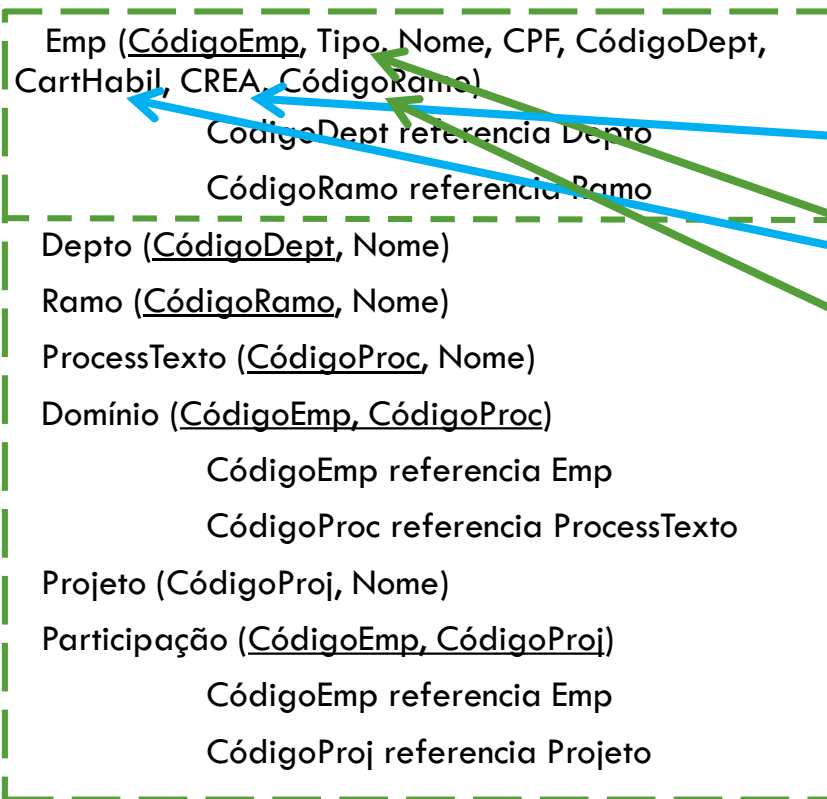 Emp (CódigoEmp, Tipo, Nome, CPF, CódigoDept,
CartHabil, CREA, CódigoRamo)
CódigoDept referencia Depto
CódigoRamo referencia Ramo
Depto (CódigoDept, Nome)
Ramo (CódigoRamo, Nome)
ProcessTexto (CódigoProc, Nome)
Domínio (CódigoEmp, CódigoProc)
CódigoEmp referencia Emp
CódigoProc referencia ProcessTexto
Projeto (CódigoProj, Nome)
Participação (CódigoEmp, CódigoProj)
CódigoEmp referencia Emp
CódigoProj referencia Projeto